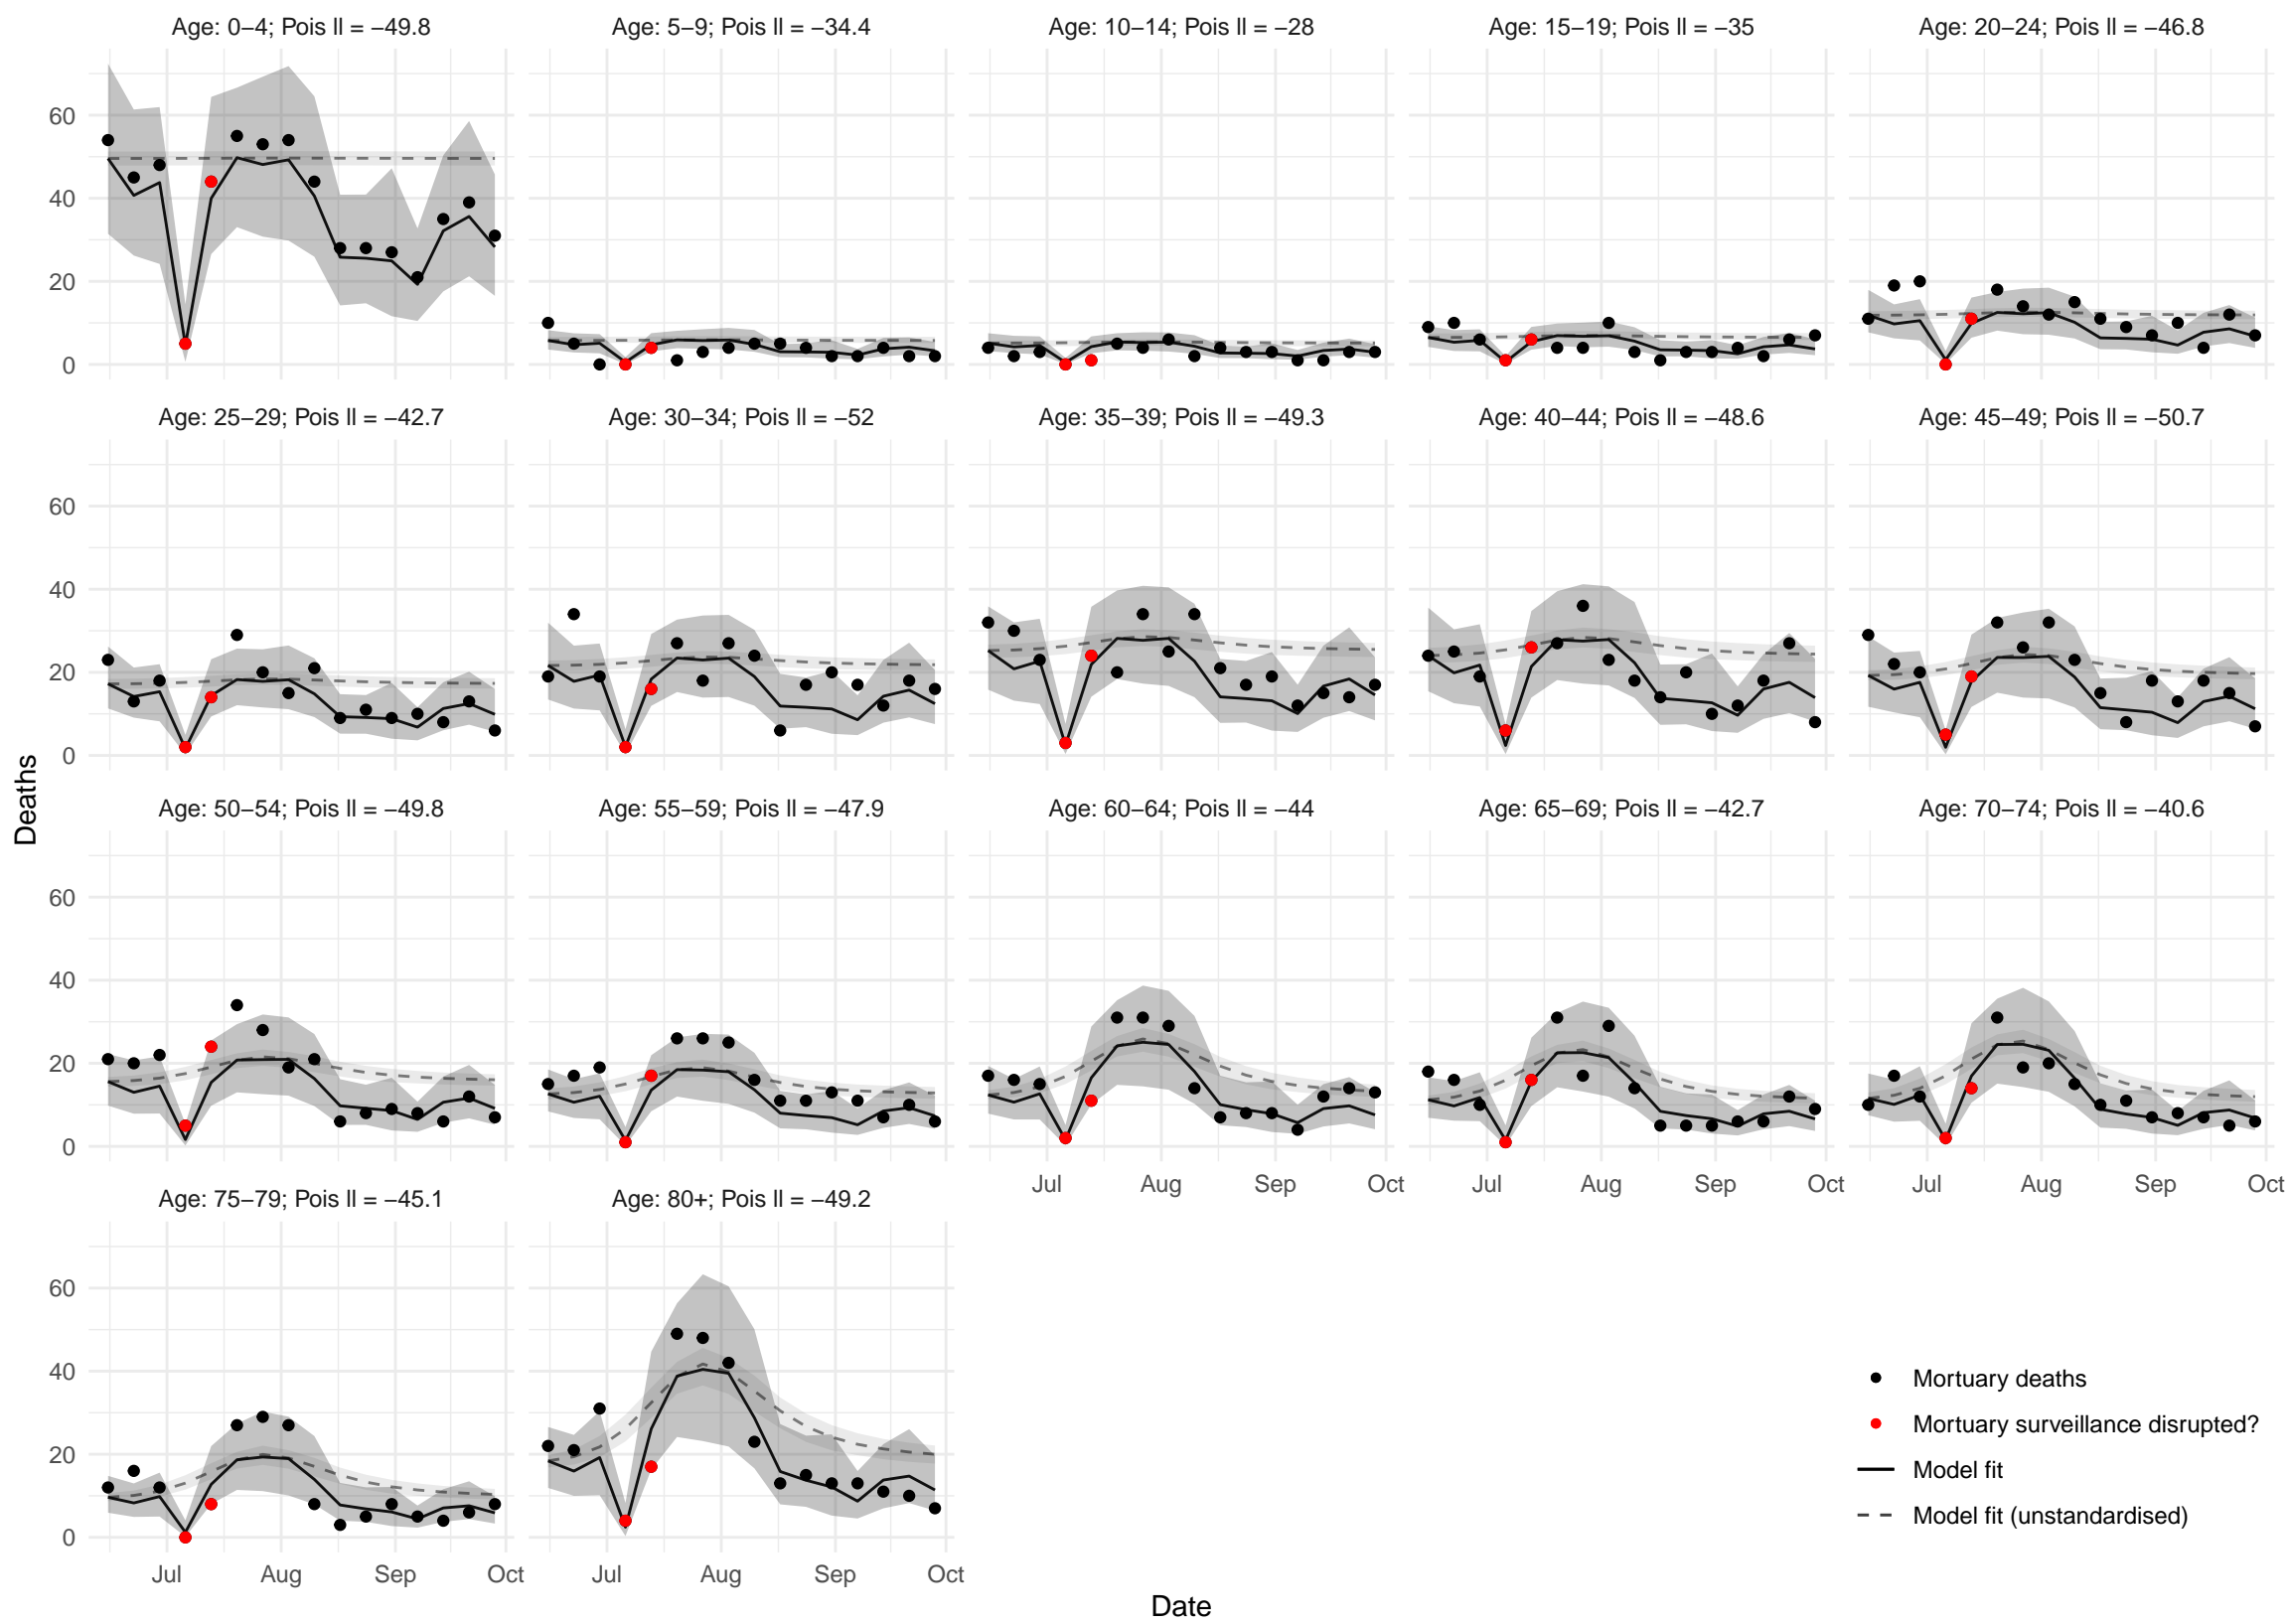 Age: 0−4; Pois ll = −49.8
Age: 5−9; Pois ll = −34.4
Age: 10−14; Pois ll = −28
Age: 15−19; Pois ll = −35
Age: 20−24; Pois ll = −46.8
60
40
20
0
Age: 25−29; Pois ll = −42.7
Age: 30−34; Pois ll = −52
Age: 35−39; Pois ll = −49.3
Age: 40−44; Pois ll = −48.6
Age: 45−49; Pois ll = −50.7
60
40
20
0
Deaths
Age: 50−54; Pois ll = −49.8
Age: 55−59; Pois ll = −47.9
Age: 60−64; Pois ll = −44
Age: 65−69; Pois ll = −42.7
Age: 70−74; Pois ll = −40.6
60
40
20
0
Jul Aug Sep Oct
Jul Aug Sep Oct
Jul Aug Sep Oct
Age: 75−79; Pois ll = −45.1
Age: 80+; Pois ll = −49.2
60
40
20
0
Jul Aug Sep Oct
Jul Aug Sep Oct
Mortuary deaths
Mortuary surveillance disrupted?
Model fit
Model fit (unstandardised)
Date